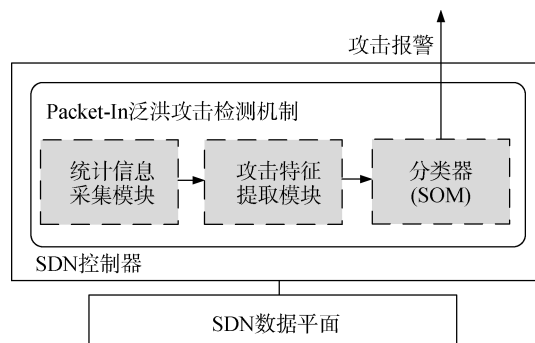 攻击报警
Packet-In泛洪攻击检测机制
统计信息
采集模块
攻击特征
提取模块
分类器
(SOM)
SDN控制器
SDN数据平面